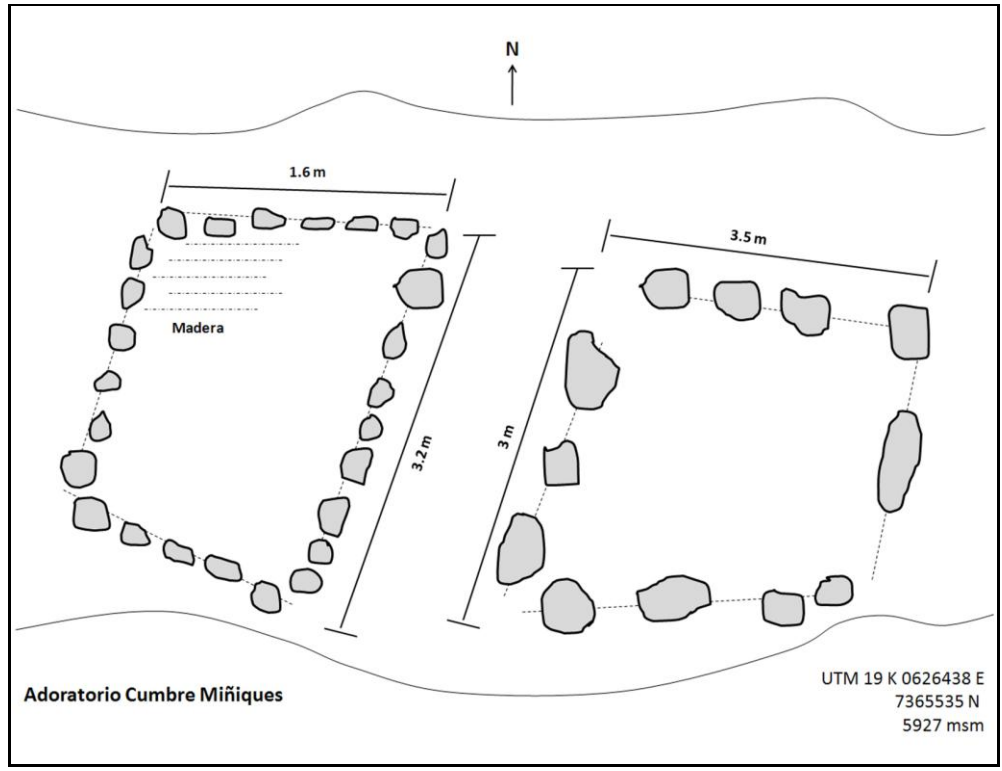 N
1.6 m
3.5 m
Madera
3.2 m
3 m
Adoratorio Cumbre Miñiques
UTM 19 K 0626438 E
7365535 N
5927 msm